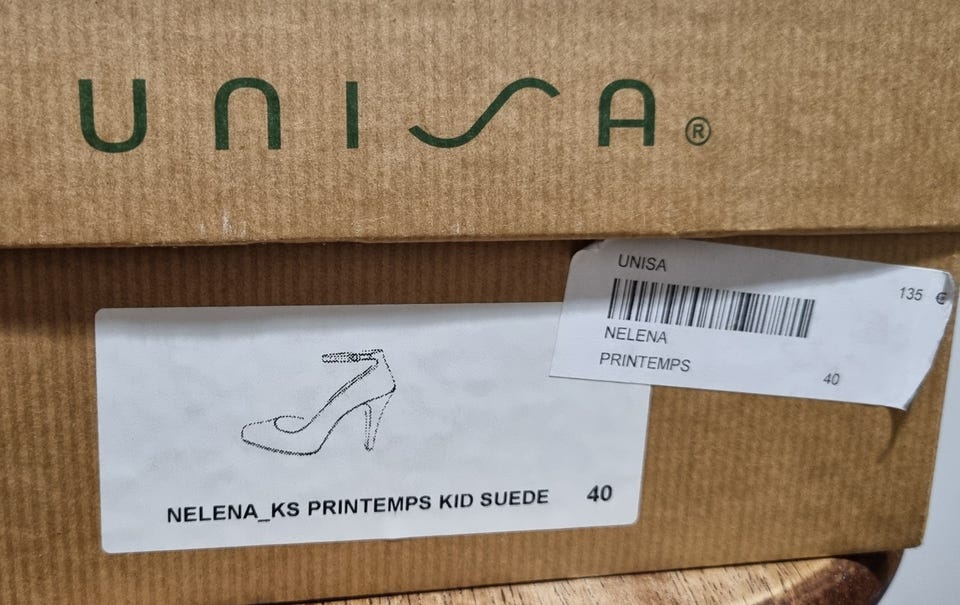 UNISA®
UNISA
135 €
NELENA
PRINTEMPS
40
NELENA_KS PRINTEMPS KID SUEDE 40